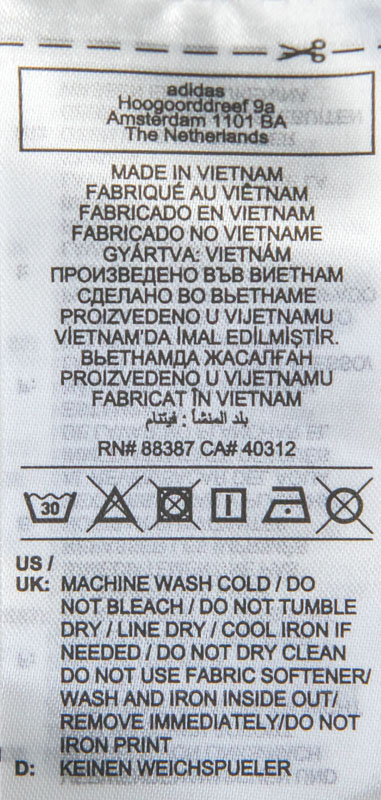 adidas
Hoogoorddreef 9a
Amsterdam 1101 BA
The Netherlands
MADE IN VIETNAM
FABRIQUÉ AU VIÊTNAM
FABRICADO EN VIETNAM
FABRICADO NO VIETNAME
GYÁRTVA: VIETNÁM
ПРОИЗВЕДЕНО ВЪВ ВИЕТНАМ
СДЕЛАНО ВО ВЬЕТНАМЕ
PROIZVEDENO U VIJETNAMU
VİETNAM'DA İMAL EDİLMİŞTİR.
ВЬЕТНАМДА ЖАСАЛҒАН
PROIZVEDENO U VIJETNAMU
FABRICAT ÎN VIETNAM
بلد المنشأ : فيتنام
RN# 88387 CA# 40312
30
US /
UK: MACHINE WASH COLD / DO
NOT BLEACH / DO NOT TUMBLE
DRY / LINE DRY / COOL IRON IF
NEEDED / DO NOT DRY CLEAN
DO NOT USE FABRIC SOFTENER/
WASH AND IRON INSIDE OUT/
REMOVE IMMEDIATELY/DO NOT
IRON PRINT
D: KEINEN WEICHSPUELER